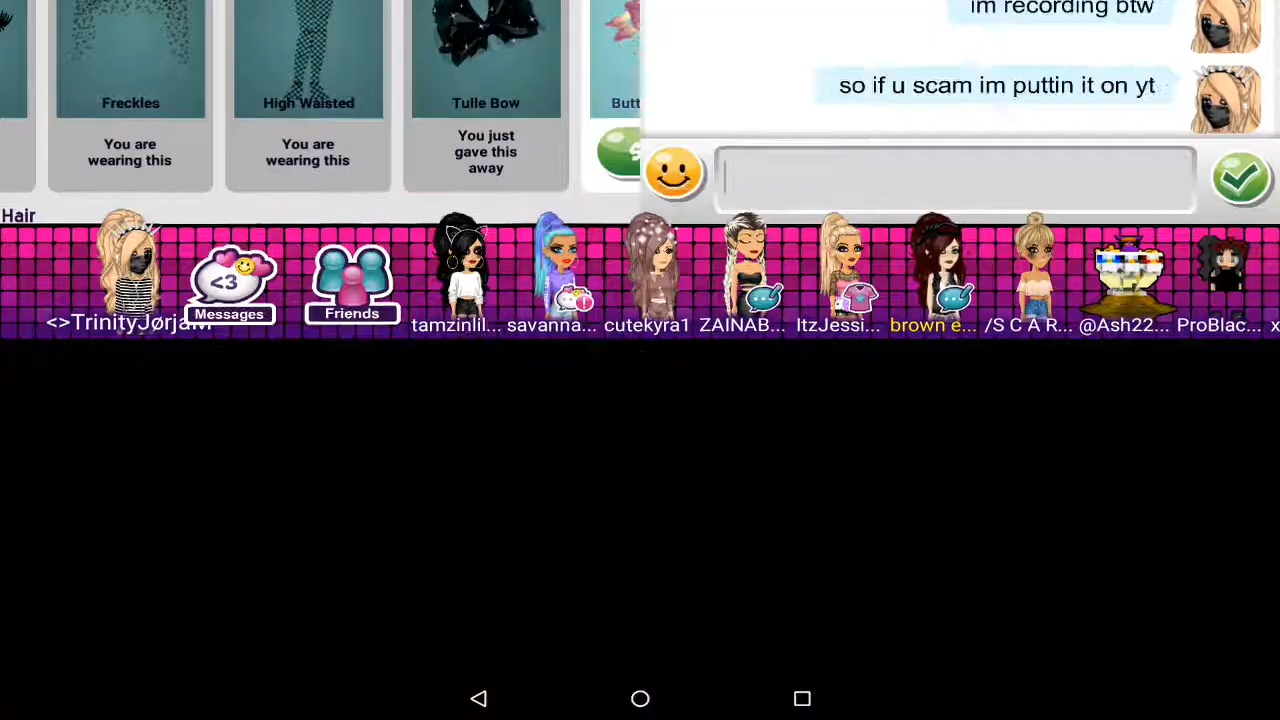 im recording btw
so if u scam im puttin it on yt
Freckles
High Waisted
Tulle Bow
Butt
You are
wearing this
You are
wearing this
You just
gave this
away
S
Hair
<3
Messages
Friends
tamzinlil...
savanna...
cutekyra1
ZAINAB...
ItzJessi...
brown e...
/S C A R...
@Ash22...
ProBlac...
x